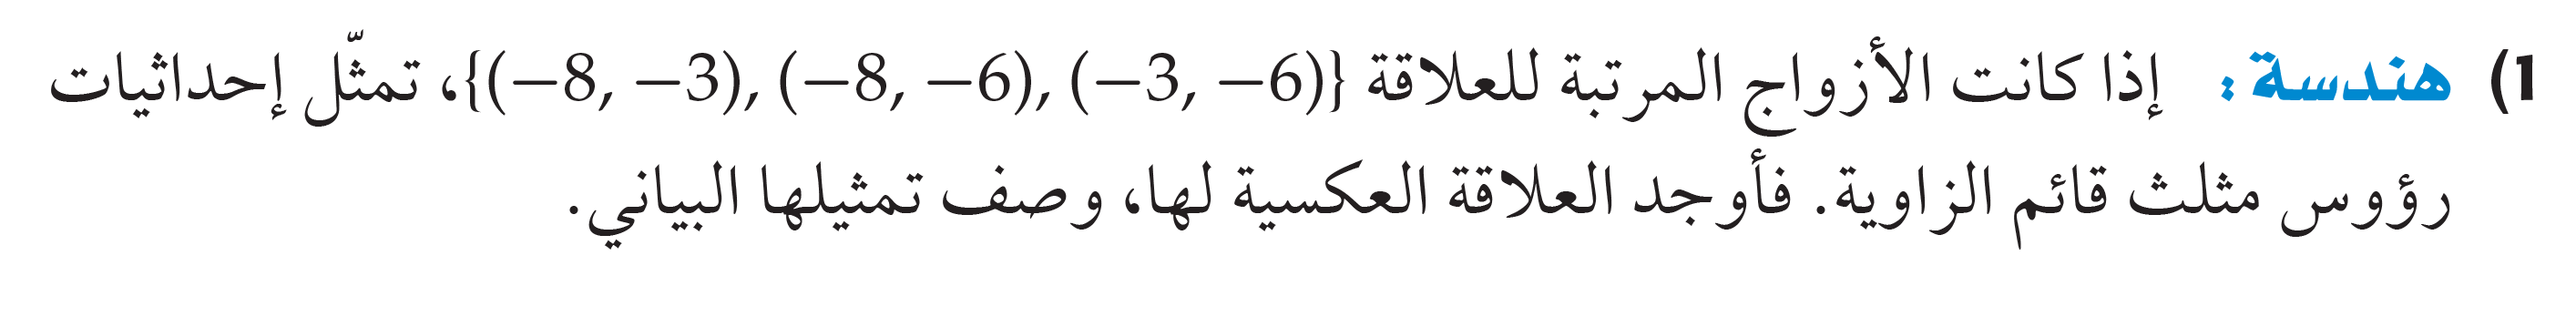 1) هندسة: إذا كانت الأزواج المرتبة للعلاقة {(−8, −3), (−8, −6), (−3, −6)}، تمثّل إحداثيات
رؤوس مثلث قائم الزاوية. فأوجد العلاقة العكسية لها، وصف تمثيلها البياني.